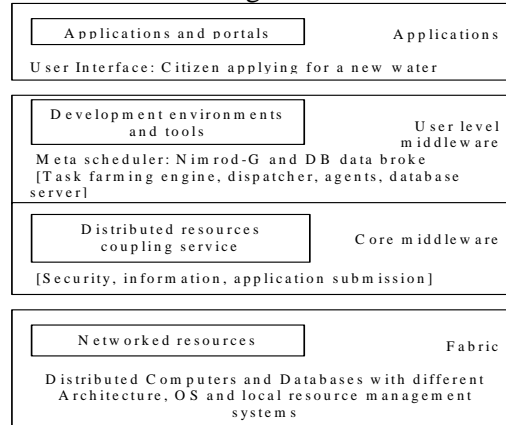 Applications and portals
Applications
User Interface: Citizen applying for a new water
Development environments
and tools
User level
middleware
Meta scheduler: Nimrod-G and DB data broke
[Task farming engine, dispatcher, agents, database
server]
Distributed resources
coupling service
Core middleware
[Security, information, application submission]
Networked resources
Fabric
Distributed Computers and Databases with different
Architecture, OS and local resource management
systems